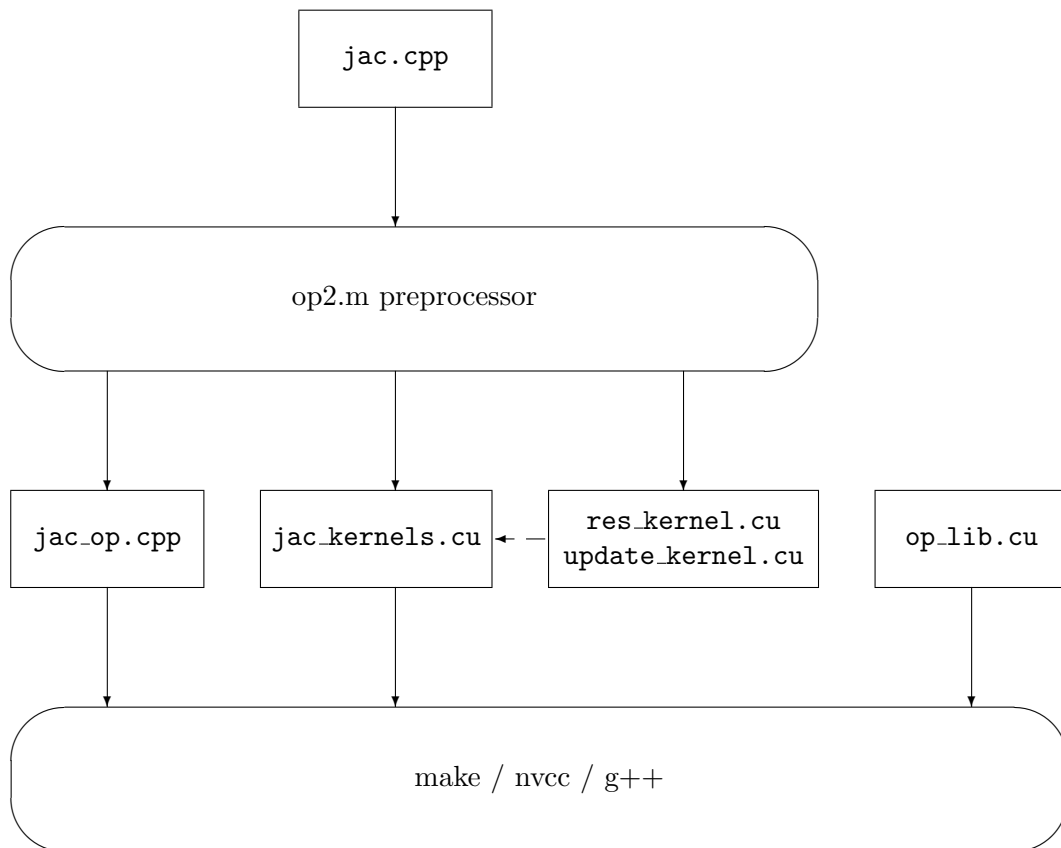 jac.cpp
op2.m preprocessor
jac_op.cpp
jac_kernels.cu
res_kernel.cu
update_kernel.cu
op_lib.cu
make / nvcc / g++